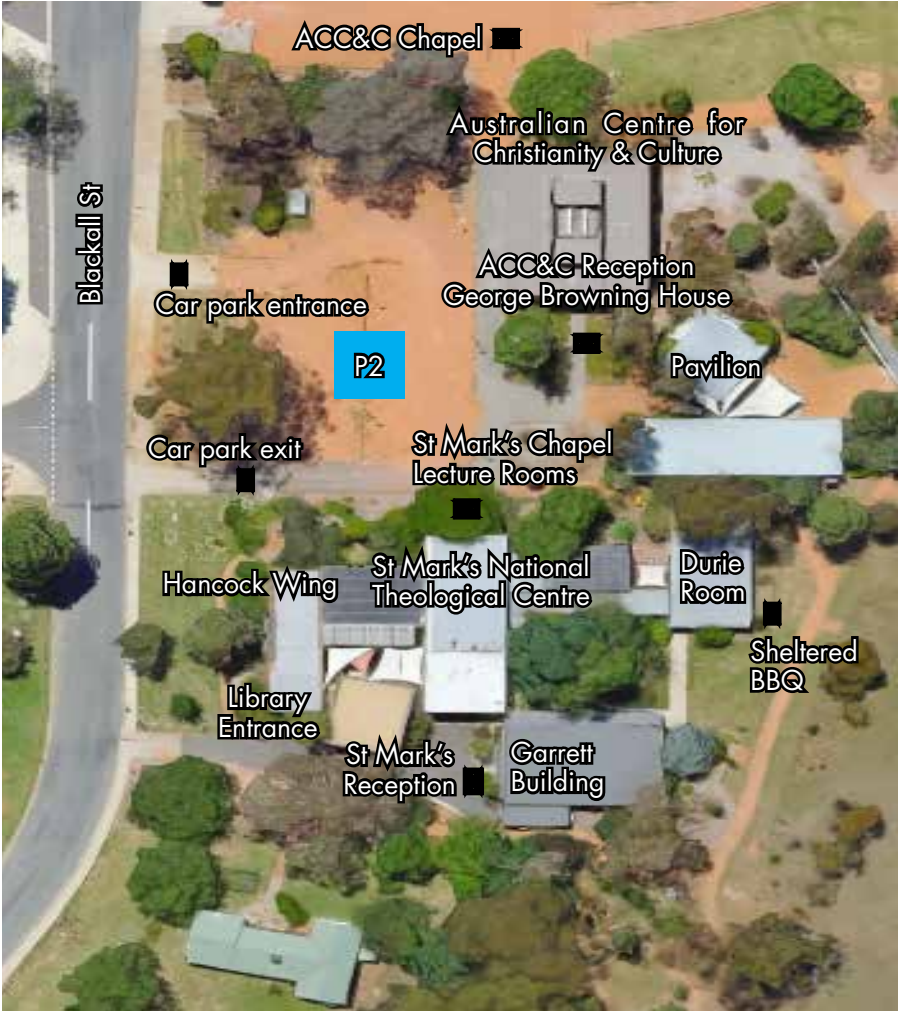 ACC&C Chapel
Australian Centre for
Christianity & Culture
Blackall St
ACC&C Reception
George Browning House
Car park entrance
P2
Pavilion
Car park exit
St Mark's Chapel
Lecture Rooms
Hancock Wing
St Mark's National
Theological Centre
Durie
Room
Sheltered
BBQ
Library
Entrance
St Mark's
Reception
Garrett
Building